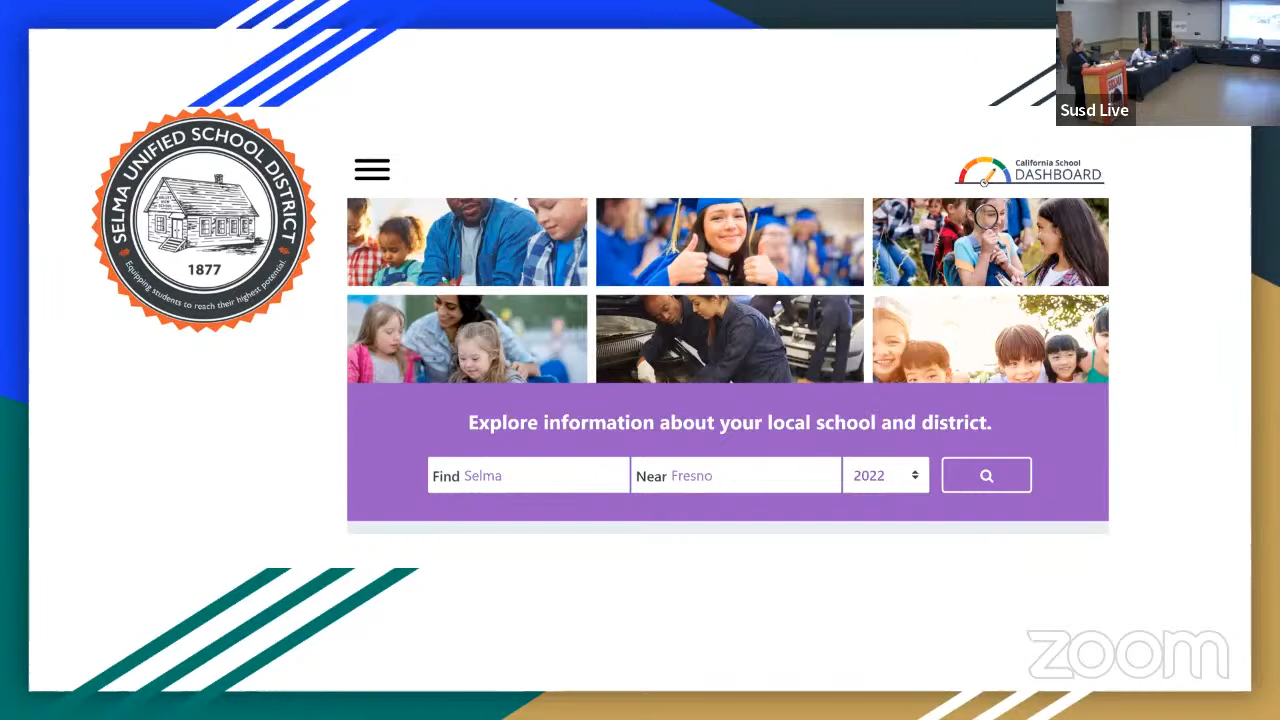 Susd Live
SELMA UNIFIED SCHOOL DISTRICT
1877
Equipping students to reach their highest potential.
California School
DASHBOARD
Explore information about your local school and district.
Find Selma Near Fresno 2022
zoom
SELMA